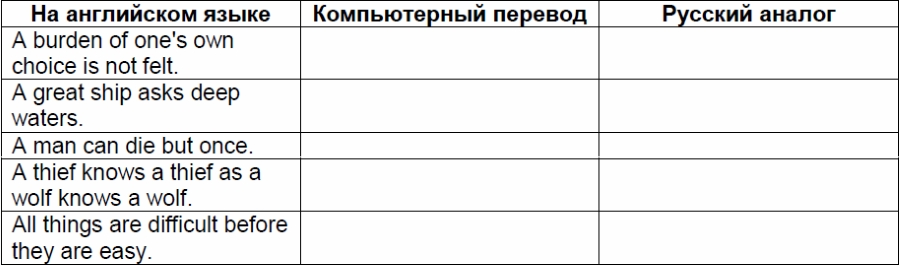 На английском языке Компьютерный перевод Русский аналог
A burden of one's own
choice is not felt.
A great ship asks deep
waters.
A man can die but once.
A thief knows a thief as a
wolf knows a wolf.
All things are difficult before
they are easy.